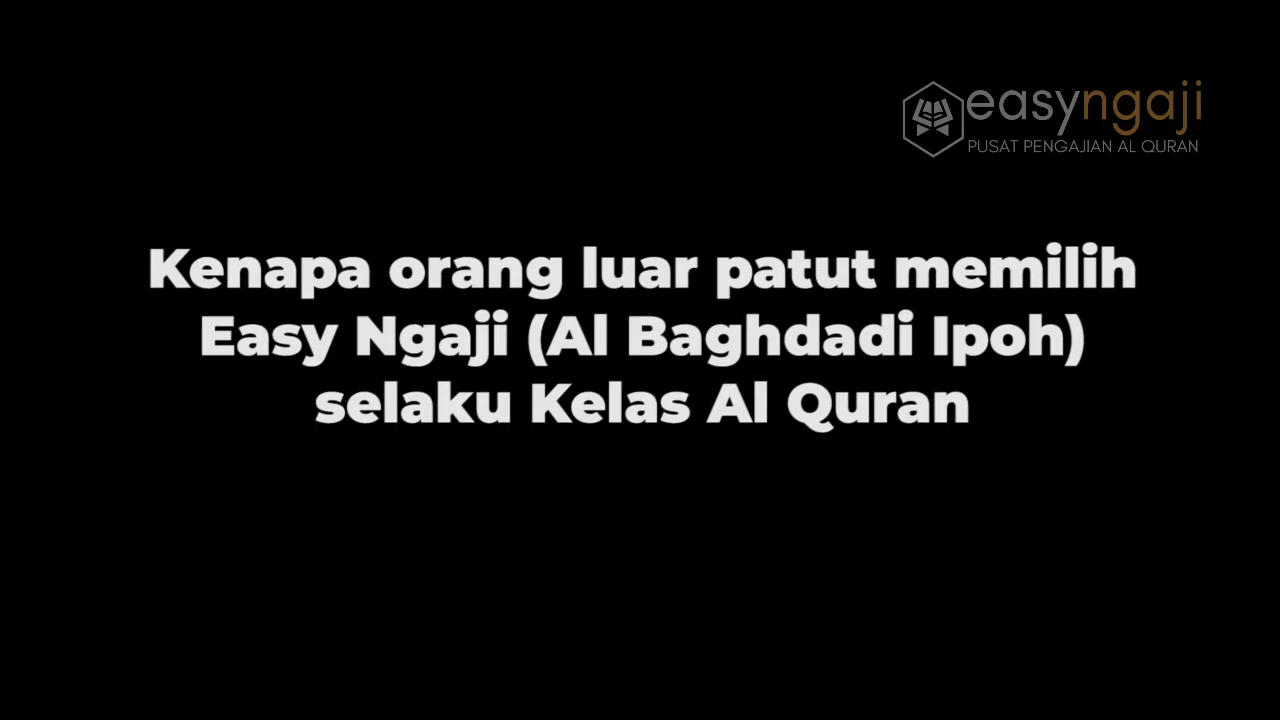 easyngaji
PUSAT PENGAJIAN AL QURAN
Kenapa orang luar patut memilih
Easy Ngaji (Al Baghdadi Ipoh)
selaku Kelas Al Quran